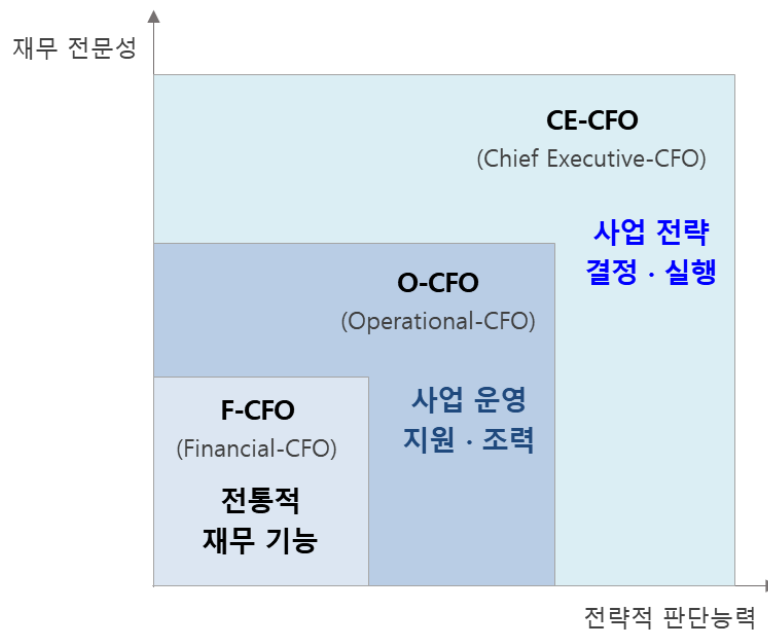 재무 전문성
CE-CFO
(Chief Executive-CFO)
사업 전략
결정 · 실행
O-CFO
(Operational-CFO)
사업 운영
지원 · 조력
F-CFO
(Financial-CFO)
전통적
재무 기능
전략적 판단능력